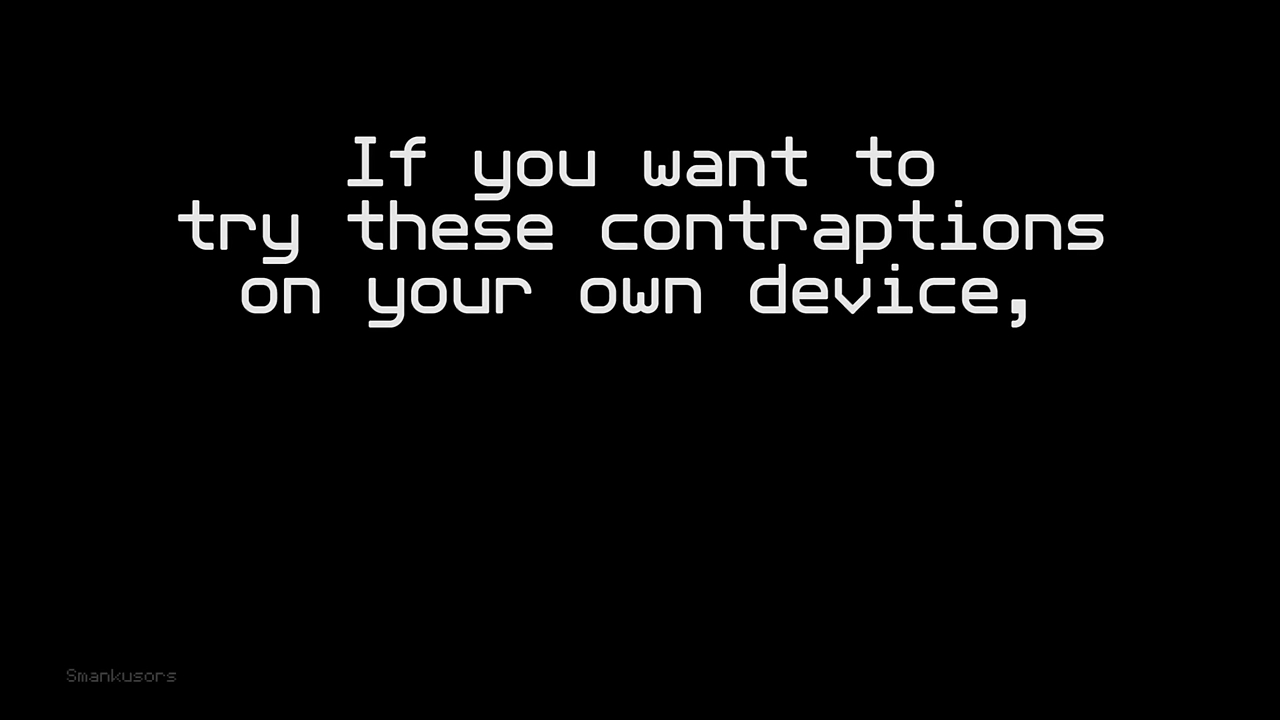 If you want to
try these contraptions
on your own device,
Smankusors